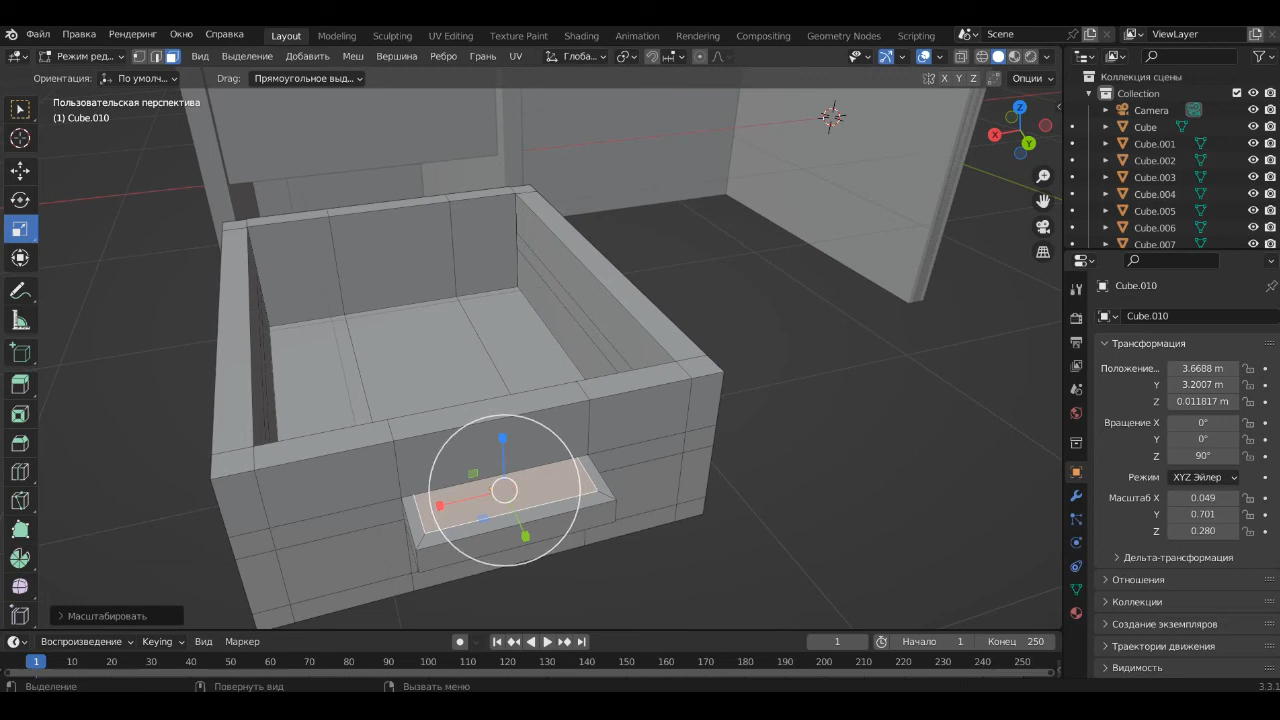 Файл Правка Рендеринг Окно Справка Layout Modeling Sculpting UV Editing Texture Paint Shading Animation Rendering Compositing Geometry Nodes Scripting Scene ViewLayer
Режим ред... Вид Выделение Добавить Меш Вершина Ребро Грань UV Глоба...
Ориентация: По умолч... Drag: Прямоугольное выд... X Y Z Опции
Пользовательская перспектива
(1) Cube.010
Z
X
Y
Масштабировать
Коллекция сцены
Collection
Camera
Cube
Cube.001
Cube.002
Cube.003
Cube.004
Cube.005
Cube.006
Cube.007
Cube.010
Cube.010
Трансформация
Положение... 3.6688 m
Y 3.2007 m
Z 0.011817 m
Вращение X 0°
Y 0°
Z 90°
Режим XYZ Эйлер
Масштаб X 0.049
Y 0.701
Z 0.280
Дельта-трансформация
Отношения
Коллекции
Создание экземпляров
Траектории движения
Видимость
Воспроизведение Keying Вид Маркер 1 Начало 1 Конец 250
1 10 20 30 40 50 60 70 80 90 100 110 120 130 140 150 160 170 180 190 200 210 220 230 240 250
Выделение Повернуть вид Вызвать меню 3.3.1